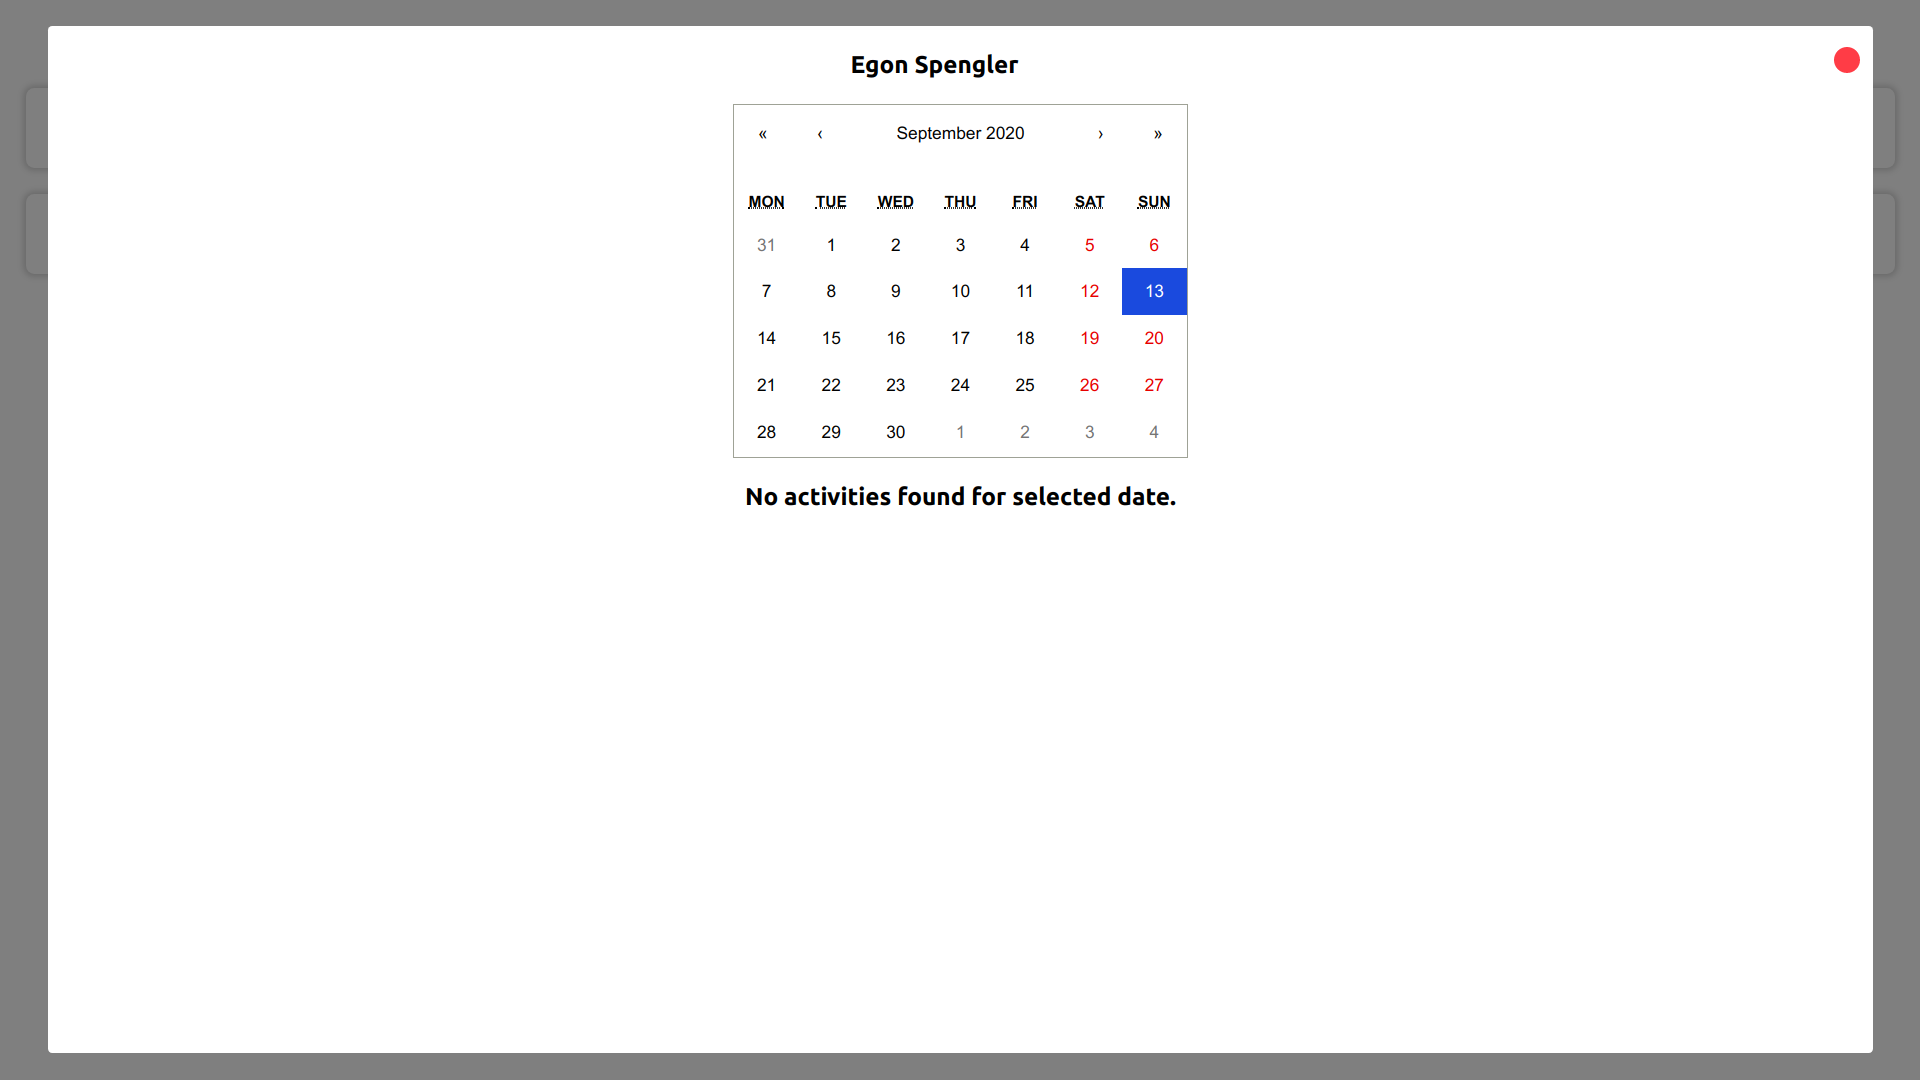 Egon Spengler
« ‹ September 2020 › »
MON TUE WED THU FRI SAT SUN
31 1 2 3 4 5 6
7 8 9 10 11 12 13
14 15 16 17 18 19 20
21 22 23 24 25 26 27
28 29 30 1 2 3 4
No activities found for selected date.